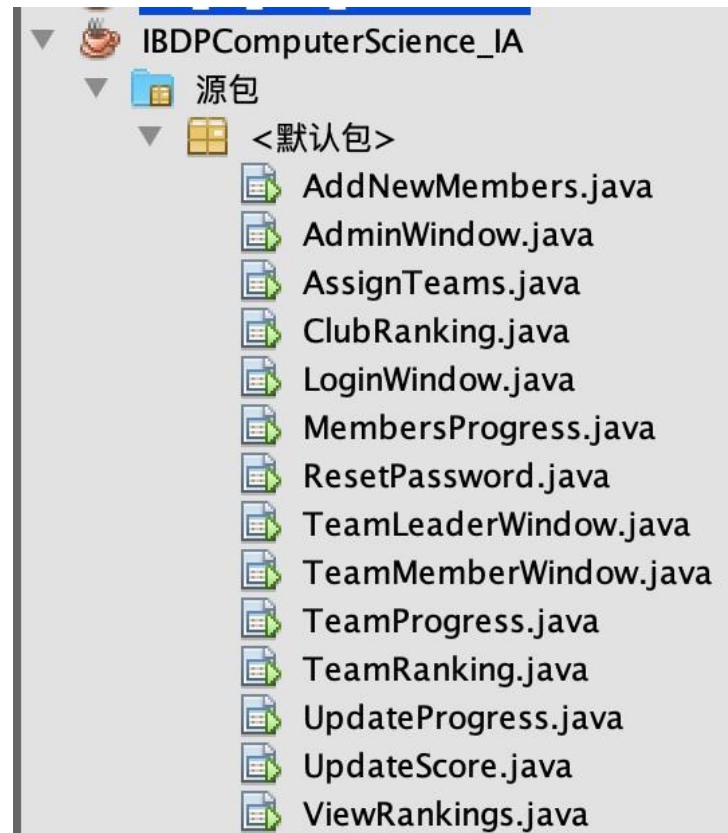 IBDPComputerScience_IA
源包
<默认包>
AddNewMembers.java
AdminWindow.java
AssignTeams.java
ClubRanking.java
LoginWindow.java
MembersProgress.java
ResetPassword.java
TeamLeaderWindow.java
TeamMemberWindow.java
TeamProgress.java
TeamRanking.java
UpdateProgress.java
UpdateScore.java
ViewRankings.java